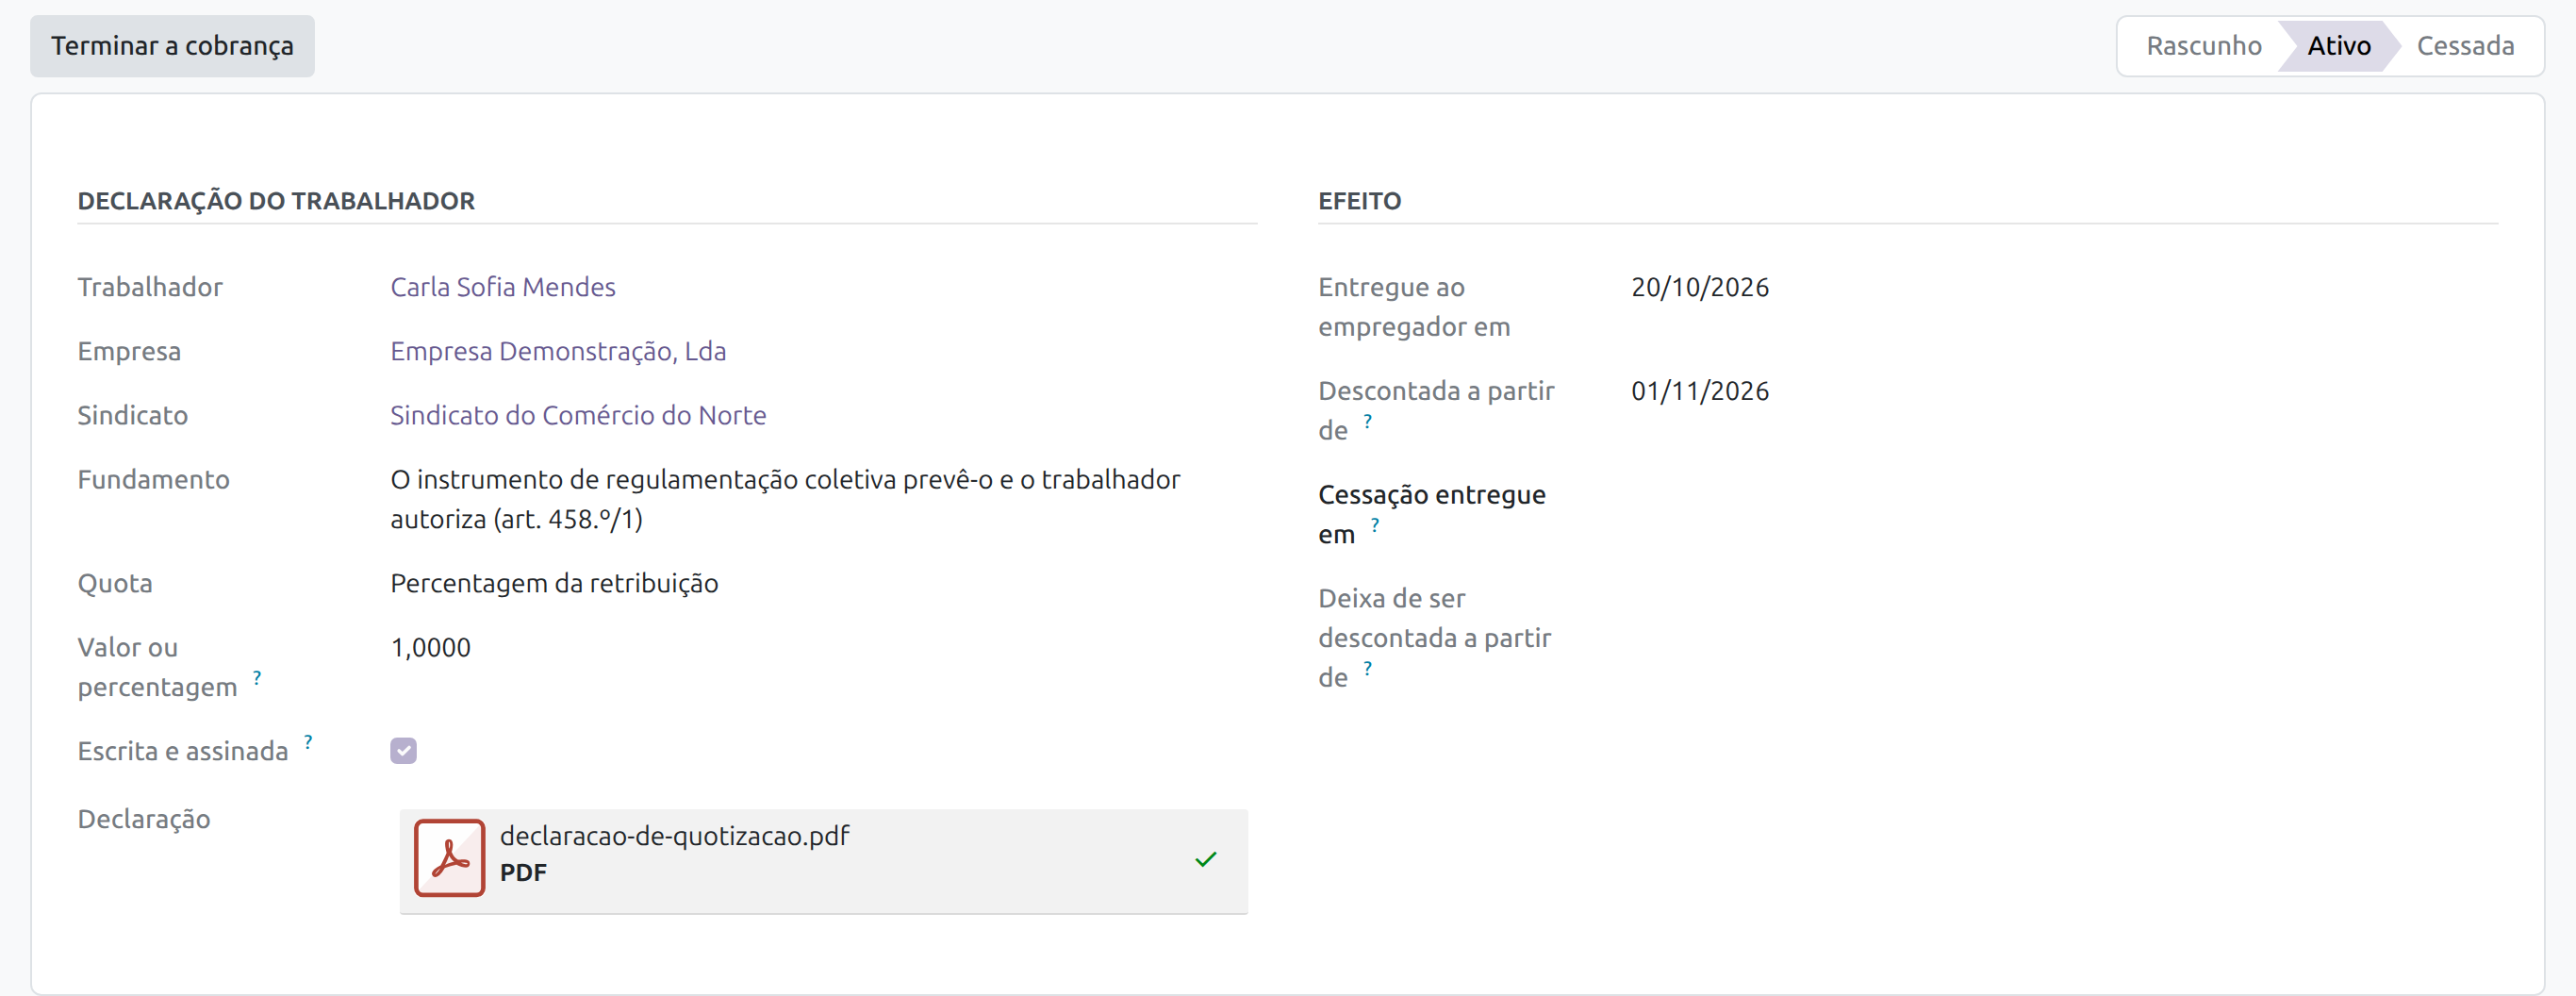 Terminar a cobrança
Rascunho
Ativo
Cessada
DECLARAÇÃO DO TRABALHADOR
Trabalhador
Carla Sofia Mendes
Empresa
Empresa Demonstração, Lda
Sindicato
Sindicato do Comércio do Norte
Fundamento
O instrumento de regulamentação coletiva prevê-o e o trabalhador
autoriza (art. 458.º/1)
Quota
Percentagem da retribuição
Valor ou
percentagem ?
1,0000
Escrita e assinada ?
Declaração
declaracao-de-quotizacao.pdf
PDF
EFEITO
Entregue ao
empregador em
20/10/2026
Descontada a partir
de ?
01/11/2026
Cessação entregue
em ?
Deixa de ser
descontada a partir
de ?